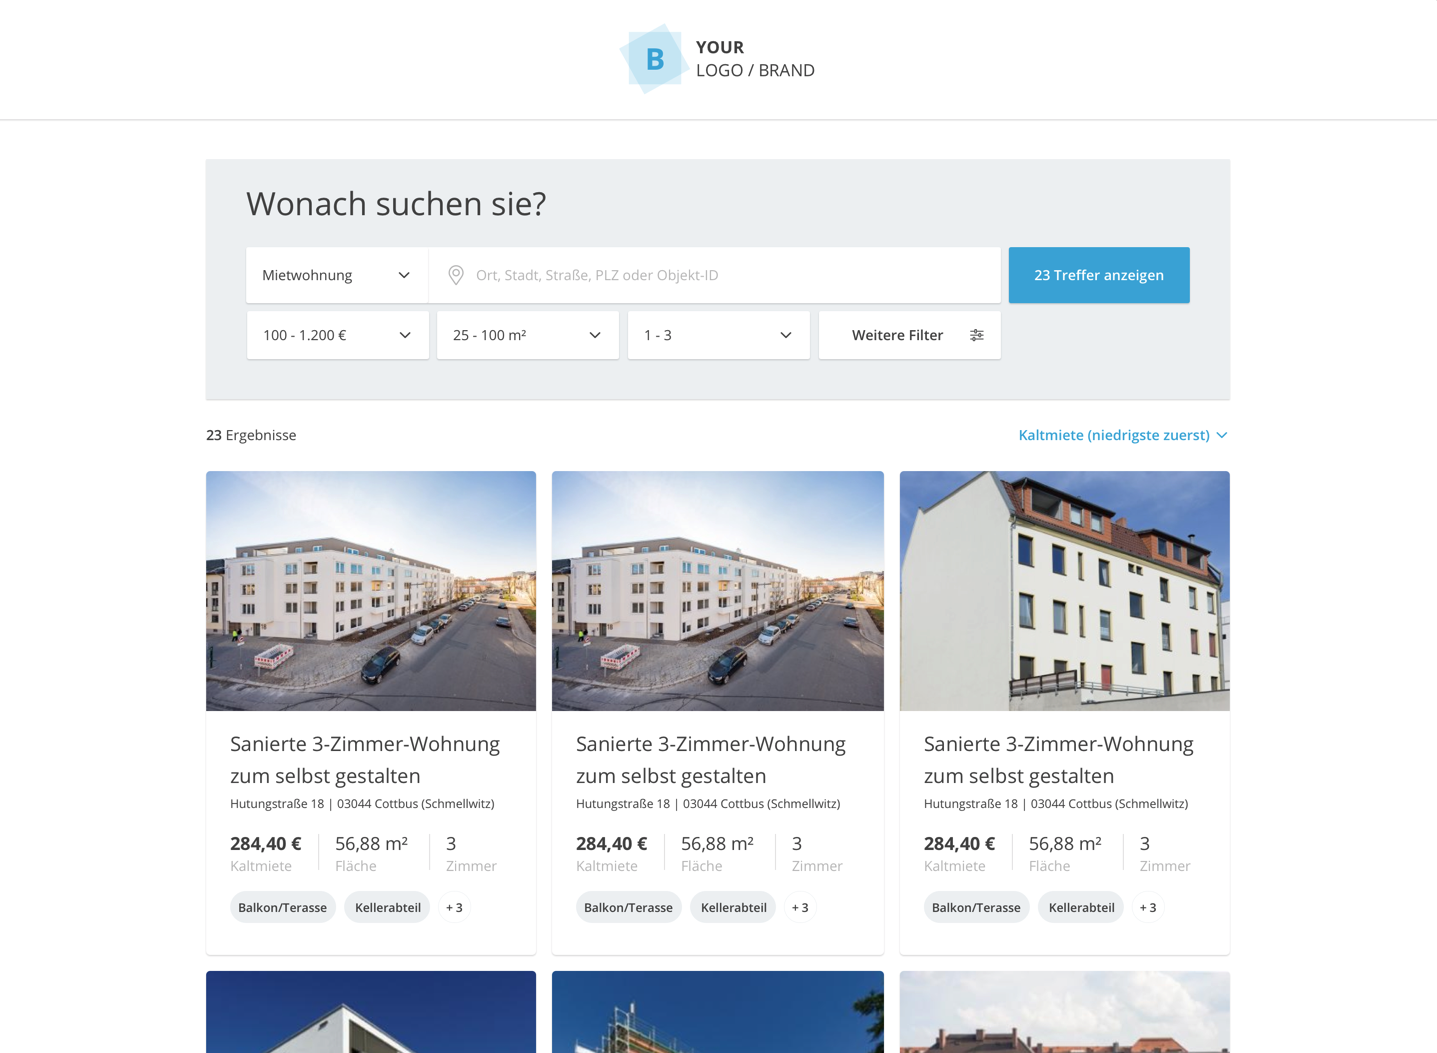 B
YOUR
LOGO / BRAND
Wonach suchen sie?
Mietwohnung
Ort, Stadt, Straße, PLZ oder Objekt-ID
23 Treffer anzeigen
100 - 1.200 €
25 - 100 m²
1 - 3
Weitere Filter
23 Ergebnisse
Kaltmiete (niedrigste zuerst)
Sanierte 3-Zimmer-Wohnung
zum selbst gestalten
Hutungstraße 18 | 03044 Cottbus (Schmellwitz)
284,40 € 56,88 m² 3
Kaltmiete Fläche Zimmer
Balkon/Terasse Kellerabteil + 3
Sanierte 3-Zimmer-Wohnung
zum selbst gestalten
Hutungstraße 18 | 03044 Cottbus (Schmellwitz)
284,40 € 56,88 m² 3
Kaltmiete Fläche Zimmer
Balkon/Terasse Kellerabteil + 3
Sanierte 3-Zimmer-Wohnung
zum selbst gestalten
Hutungstraße 18 | 03044 Cottbus (Schmellwitz)
284,40 € 56,88 m² 3
Kaltmiete Fläche Zimmer
Balkon/Terasse Kellerabteil + 3